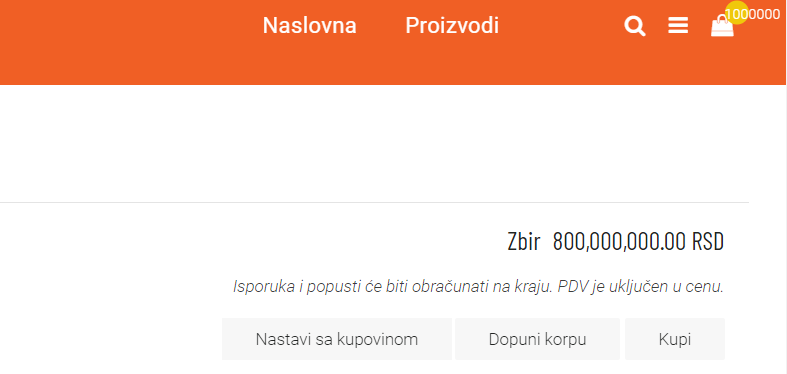 Naslovna Proizvodi 1000000
Zbir 800,000,000.00 RSD
Isporuka i popusti će biti obračunati na kraju. PDV je uključen u cenu.
Nastavi sa kupovinom Dopuni korpu Kupi